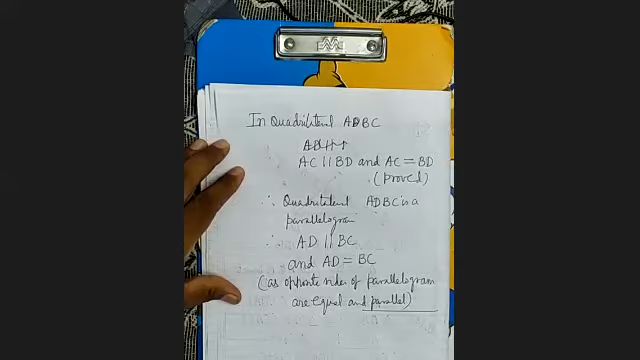 In Quadrilateral ADBC
AC || BD and AC = BD
(proved)
∴ Quadrilateral ADBC is a
parallelogram
∴ AD || BC
and AD = BC
(as opposite sides of parallelogram
are equal and parallel)